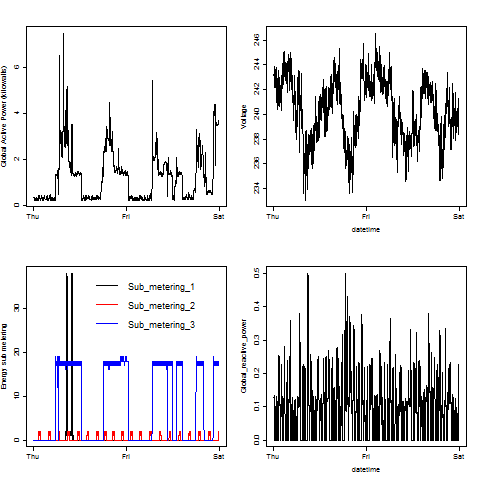 Global Active Power (kilowatts)
0 2 4 6
Thu Fri Sat
Voltage
234 236 238 240 242 244 246
Thu Fri Sat
datetime
Energy sub metering
0 10 20 30
Sub_metering_1
Sub_metering_2
Sub_metering_3
Thu Fri Sat
Global_reactive_power
0.0 0.1 0.2 0.3 0.4 0.5
Thu Fri Sat
datetime